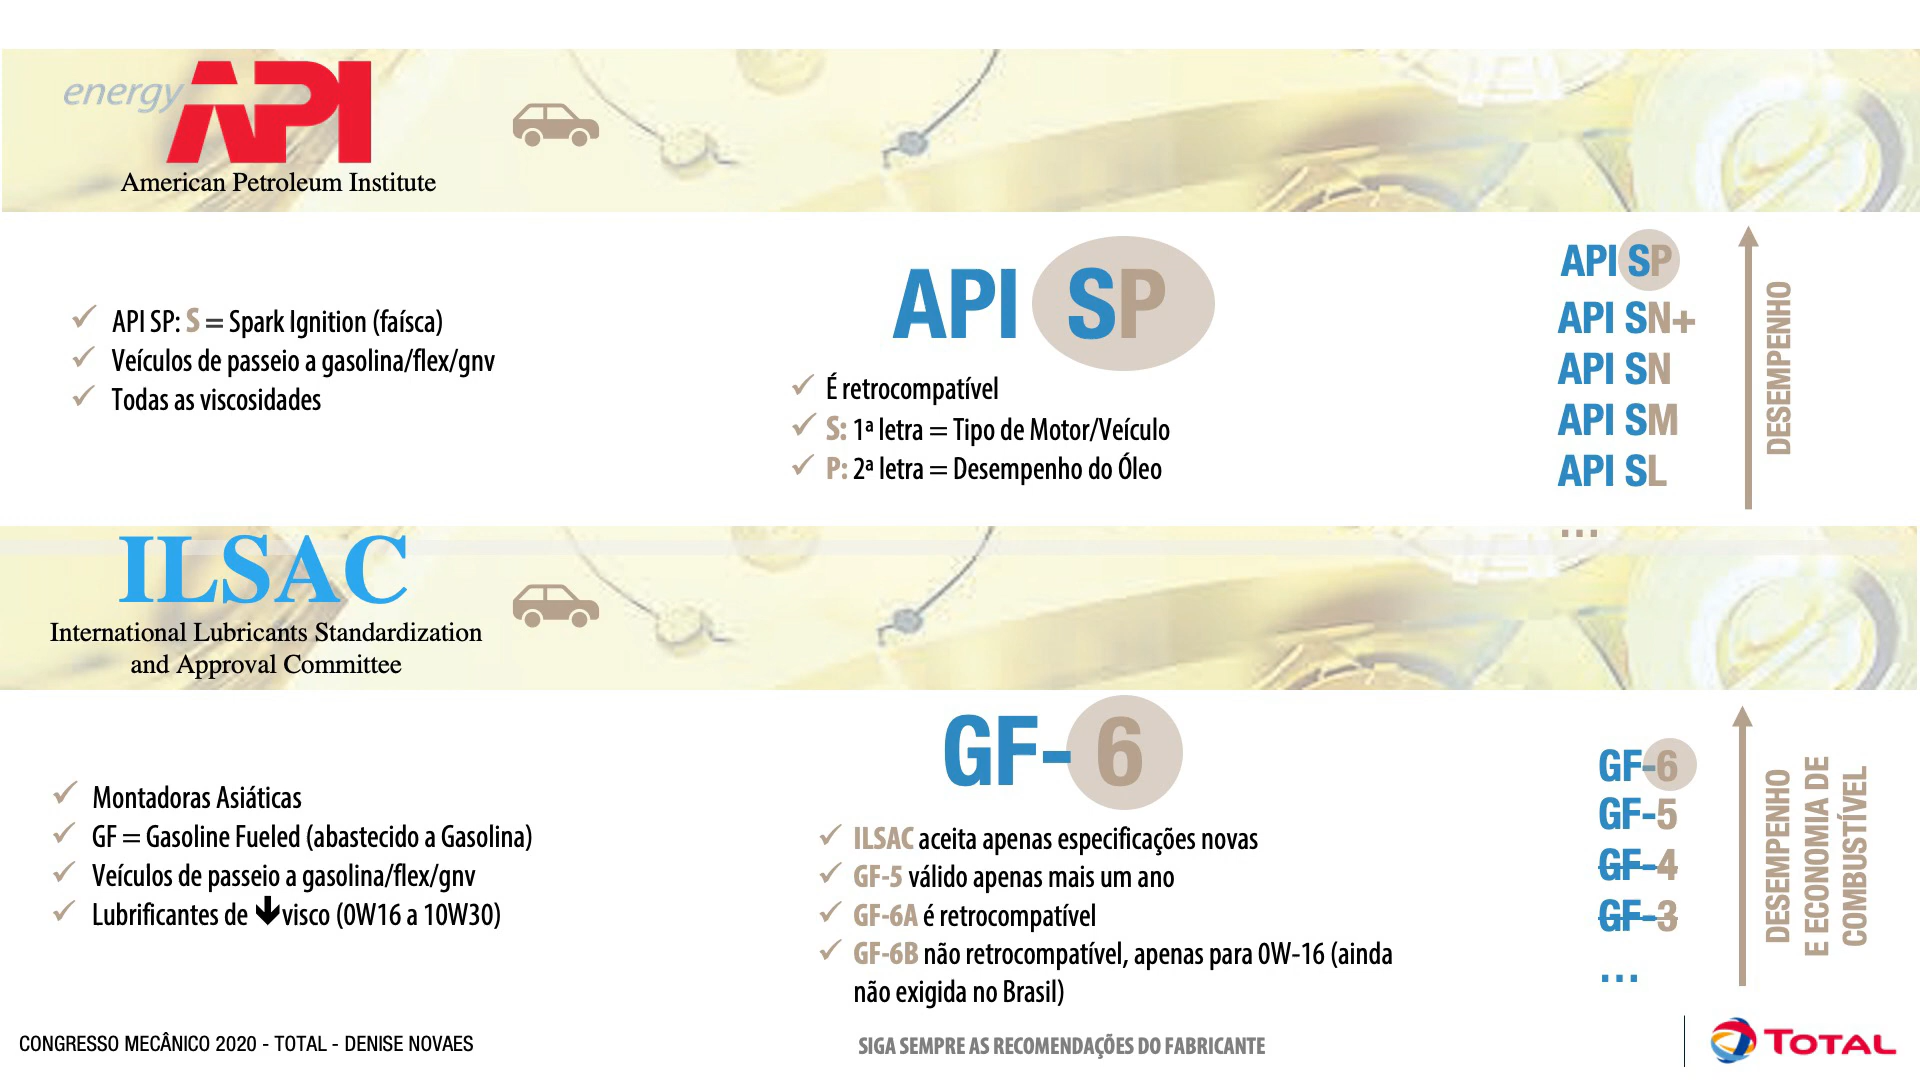 energy API
American Petroleum Institute
API SP: S = Spark Ignition (faísca)
Veículos de passeio a gasolina/flex/gnv
Todas as viscosidades
API SP
É retrocompatível
S: 1ª letra = Tipo de Motor/Veículo
P: 2ª letra = Desempenho do Óleo
API SP
API SN+
API SN
API SM
API SL
...
DESEMPENHO
ILSAC
International Lubricants Standardization
and Approval Committee
Montadoras Asiáticas
GF = Gasoline Fueled (abastecido a Gasolina)
Veículos de passeio a gasolina/flex/gnv
Lubrificantes de 🡻visco (0W16 a 10W30)
GF- 6
ILSAC aceita apenas especificações novas
GF-5 válido apenas mais um ano
GF-6A é retrocompatível
GF-6B não retrocompatível, apenas para 0W-16 (ainda
não exigida no Brasil)
GF-6
GF-5
GF-4
GF-3
...
DESEMPENHO
E ECONOMIA DE
COMBUSTÍVEL
CONGRESSO MECÂNICO 2020 - TOTAL - DENISE NOVAES
SIGA SEMPRE AS RECOMENDAÇÕES DO FABRICANTE
TOTAL